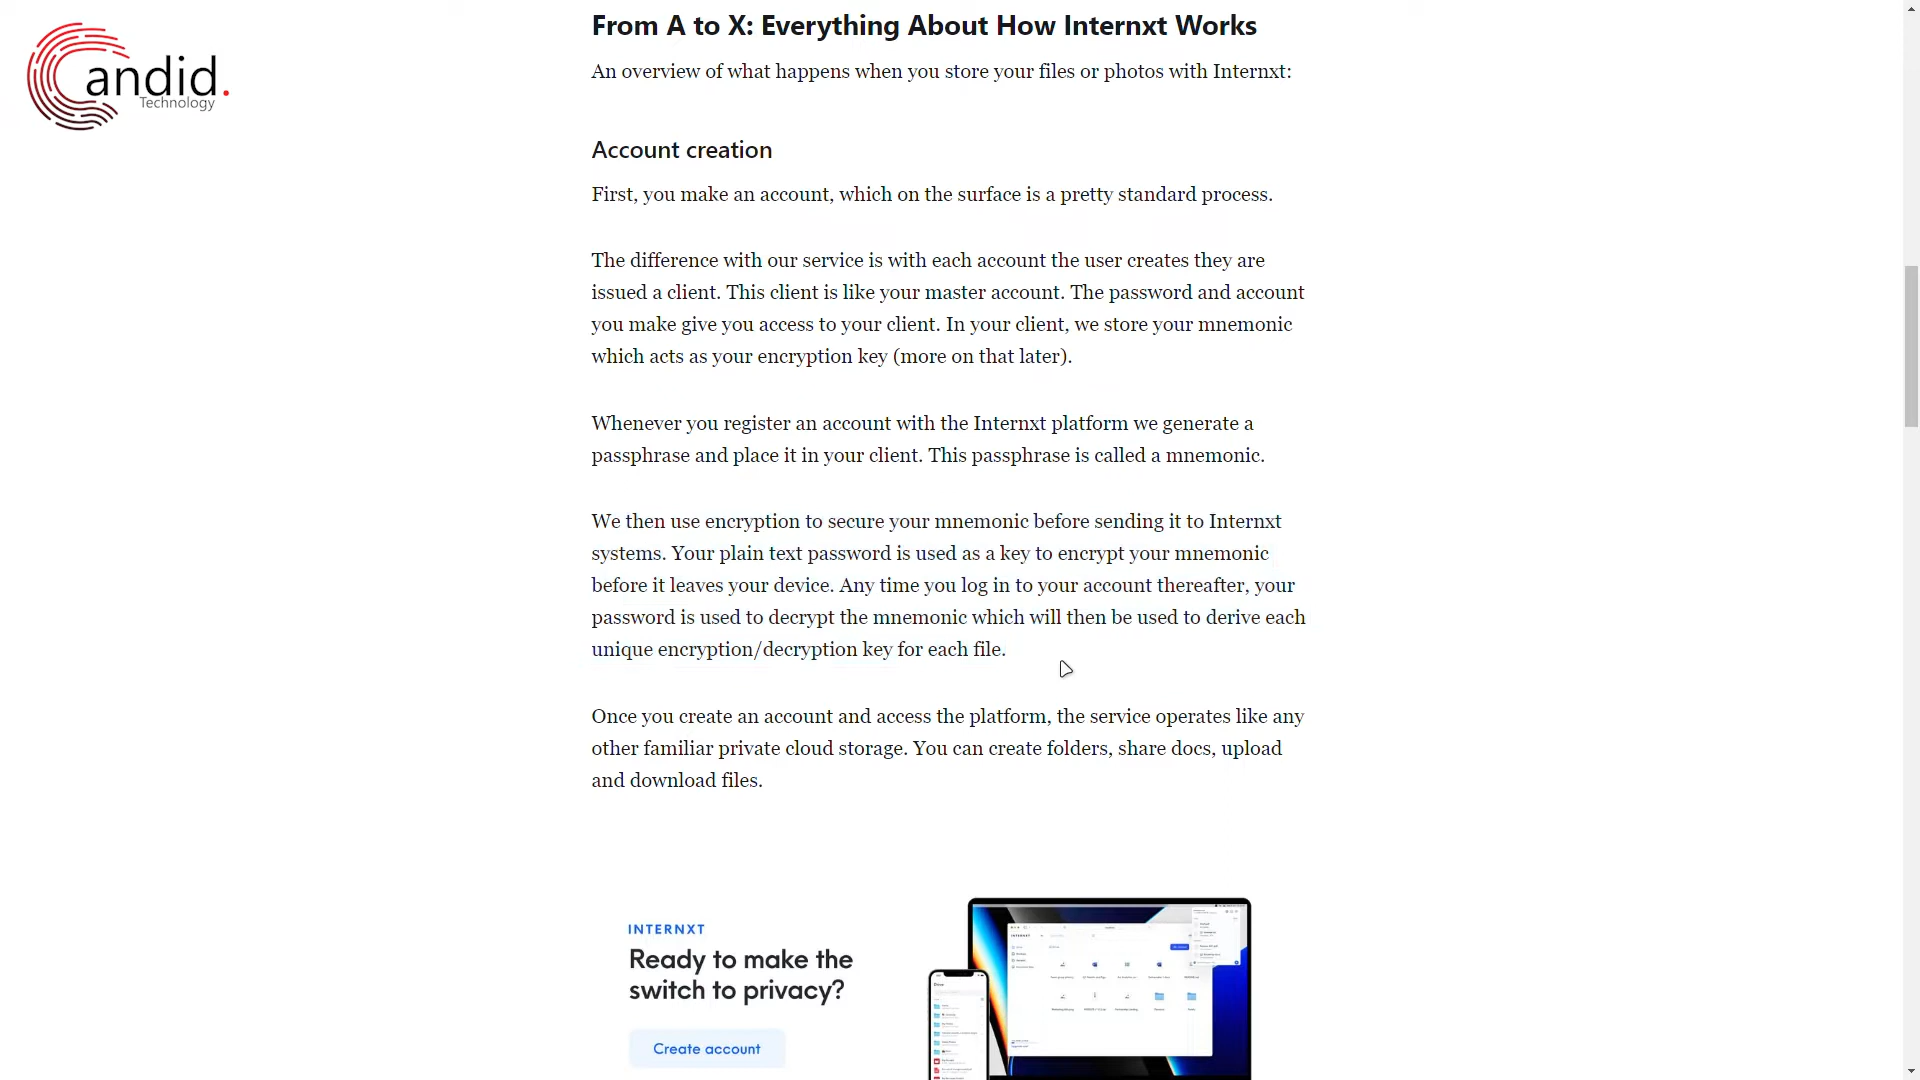 andid.
Technology
From A to X: Everything About How Internxt Works
An overview of what happens when you store your files or photos with Internxt:
Account creation
First, you make an account, which on the surface is a pretty standard process.
The difference with our service is with each account the user creates they are
issued a client. This client is like your master account. The password and account
you make give you access to your client. In your client, we store your mnemonic
which acts as your encryption key (more on that later).
Whenever you register an account with the Internxt platform we generate a
passphrase and place it in your client. This passphrase is called a mnemonic.
We then use encryption to secure your mnemonic before sending it to Internxt
systems. Your plain text password is used as a key to encrypt your mnemonic
before it leaves your device. Any time you log in to your account thereafter, your
password is used to decrypt the mnemonic which will then be used to derive each
unique encryption/decryption key for each file.
Once you create an account and access the platform, the service operates like any
other familiar private cloud storage. You can create folders, share docs, upload
and download files.
INTERNXT
Ready to make the
switch to privacy?
Create account